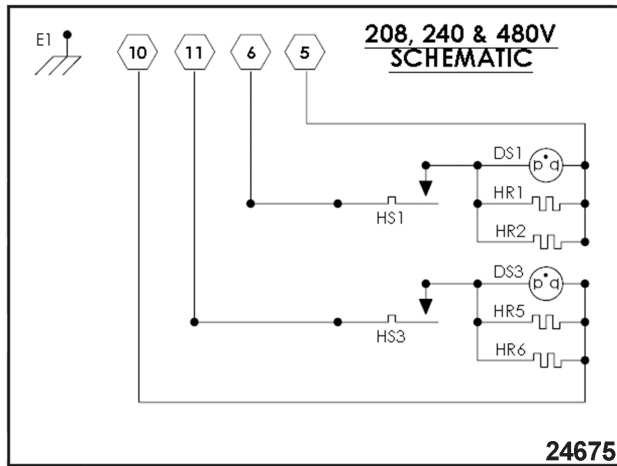 E1
10 11 6 5
208, 240 & 480V
SCHEMATIC
DS1
HR1
HS1
HR2
DS3
HR5
HS3
HR6
24675